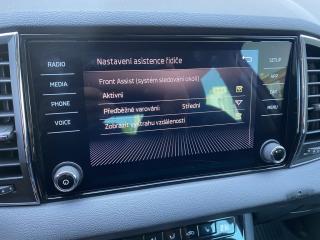 Nastavení asistence řidiče
RADIO
SETUP
Front Assist (systém sledování okolí)
MEDIA
APP
Aktivní
PHONE
CAR
Předběžné varování: Střední
MENU
VOICE
Zobrazit výstrahu vzdálenosti